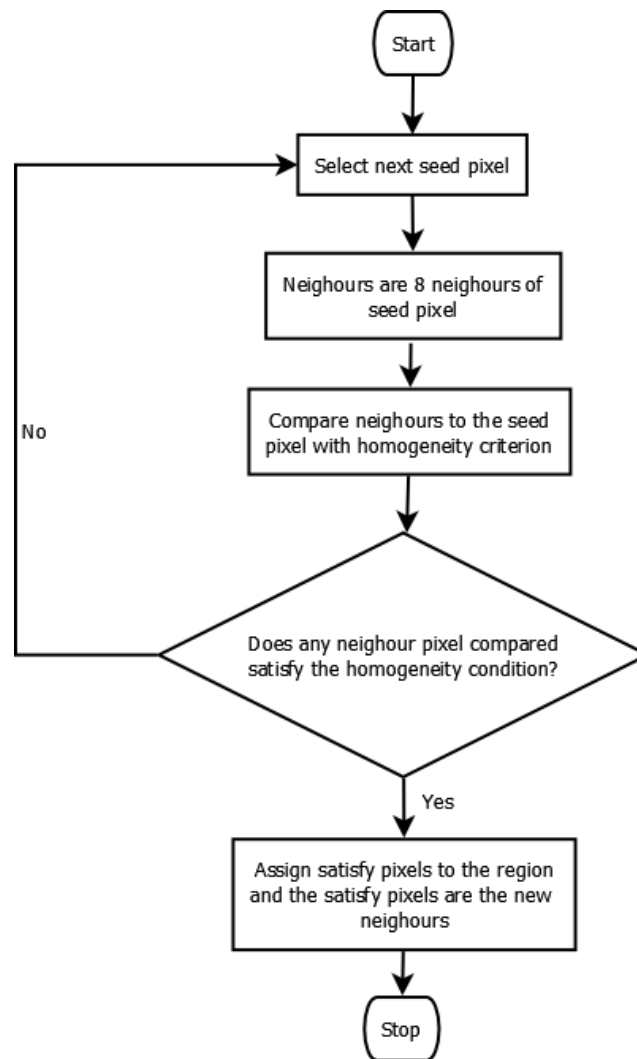 Start
Select next seed pixel
Neighours are 8 neighours of
seed pixel
Compare neighours to the seed
pixel with homogeneity criterion
No
Does any neighour pixel compared
satisfy the homogeneity condition?
Yes
Assign satisfy pixels to the region
and the satisfy pixels are the new
neighours
Stop